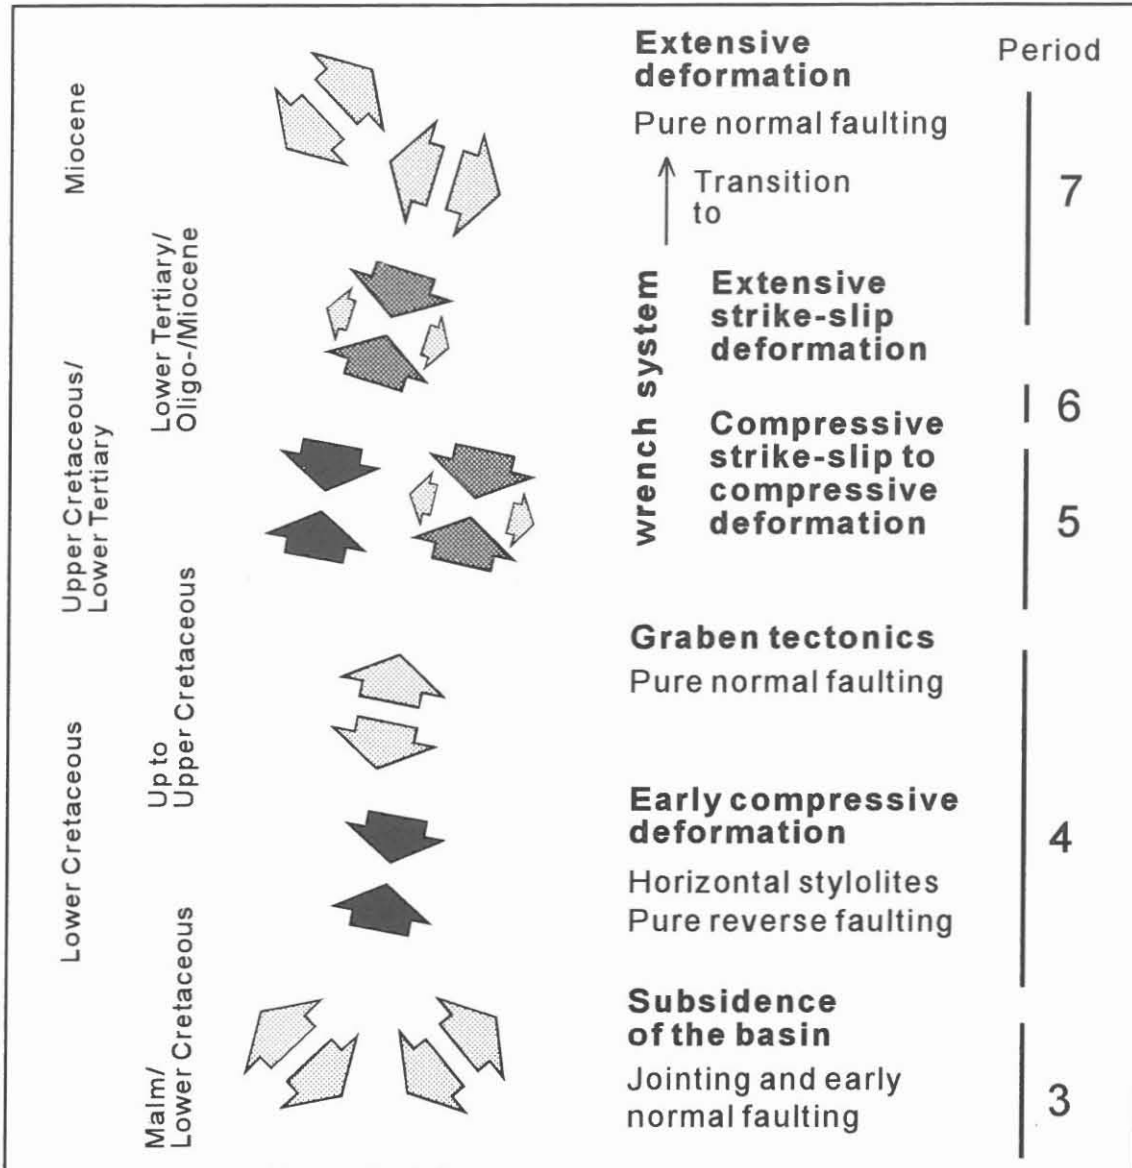 Extensive
deformation
Pure normal faulting
Period
Miocene
Transition
to
7
Lower Tertiary/
Oligo-/Miocene
wrench system
Extensive
strike-slip
deformation
6
Upper Cretaceous/
Lower Tertiary
Compressive
strike-slip to
compressive
deformation
5
Up to
Upper Cretaceous
Graben tectonics
Pure normal faulting
Lower Cretaceous
Early compressive
deformation
Horizontal stylolites
Pure reverse faulting
4
Malm/
Lower Cretaceous
Subsidence
of the basin
Jointing and early
normal faulting
3